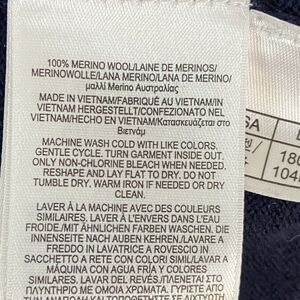 100% MERINO WOOL/LAINE DE MERINOS/
MERINOWOLLE/LANA MERINO/LANA DE MERINO/
μαλλί Merino Αυστραλίας
MADE IN VIETNAM/FABRIQUÉ AU VIETNAM/IN
VIETNAM HERGESTELLT/CONFEZIONATO IN
VIETNAM/HECHO EN VIETNAM/Κατασκευάζεται στο
Βιετνάμ
MACHINE WASH COLD WITH LIKE COLORS.
GENTLE CYCLE. TURN GARMENT INSIDE OUT.
ONLY NON-CHLORINE BLEACH WHEN NEEDED
RESHAPE AND LAY FLAT TO DRY. DO NOT
TUMBLE DRY. WARM IRON IF NEEDED OR DRY
CLEAN.
LAVER À LA MACHINE AVEC DES COULEURS
SIMILAIRES. LAVER À L'ENVERS DANS L'EAU
FROIDE./MIT ÄHNLICHEN FARBEN WASCHEN. DIE
INNENSEITE NACH AUßEN KEHREN./LAVARE A
FREDDO IN LAVATRICE A ROVESCIO IN
SACCHETTO A RETE CON COLORI SIMILI./LAVAR A
MÁQUINA CON AGUA FRÍA Y COLORES
SIMILARES. LAVAR DEL REVÉS./ΠΛΕΝΕΤΑΙ ΣΤΟ
ΠΛΥΝΤΗΡΙΟ ΜΕ ΟΜΟΙΑ ΧΡΩΜΑΤΑ. ΓΥΡΙΣΤΕ ΤΟ
SA
180
104